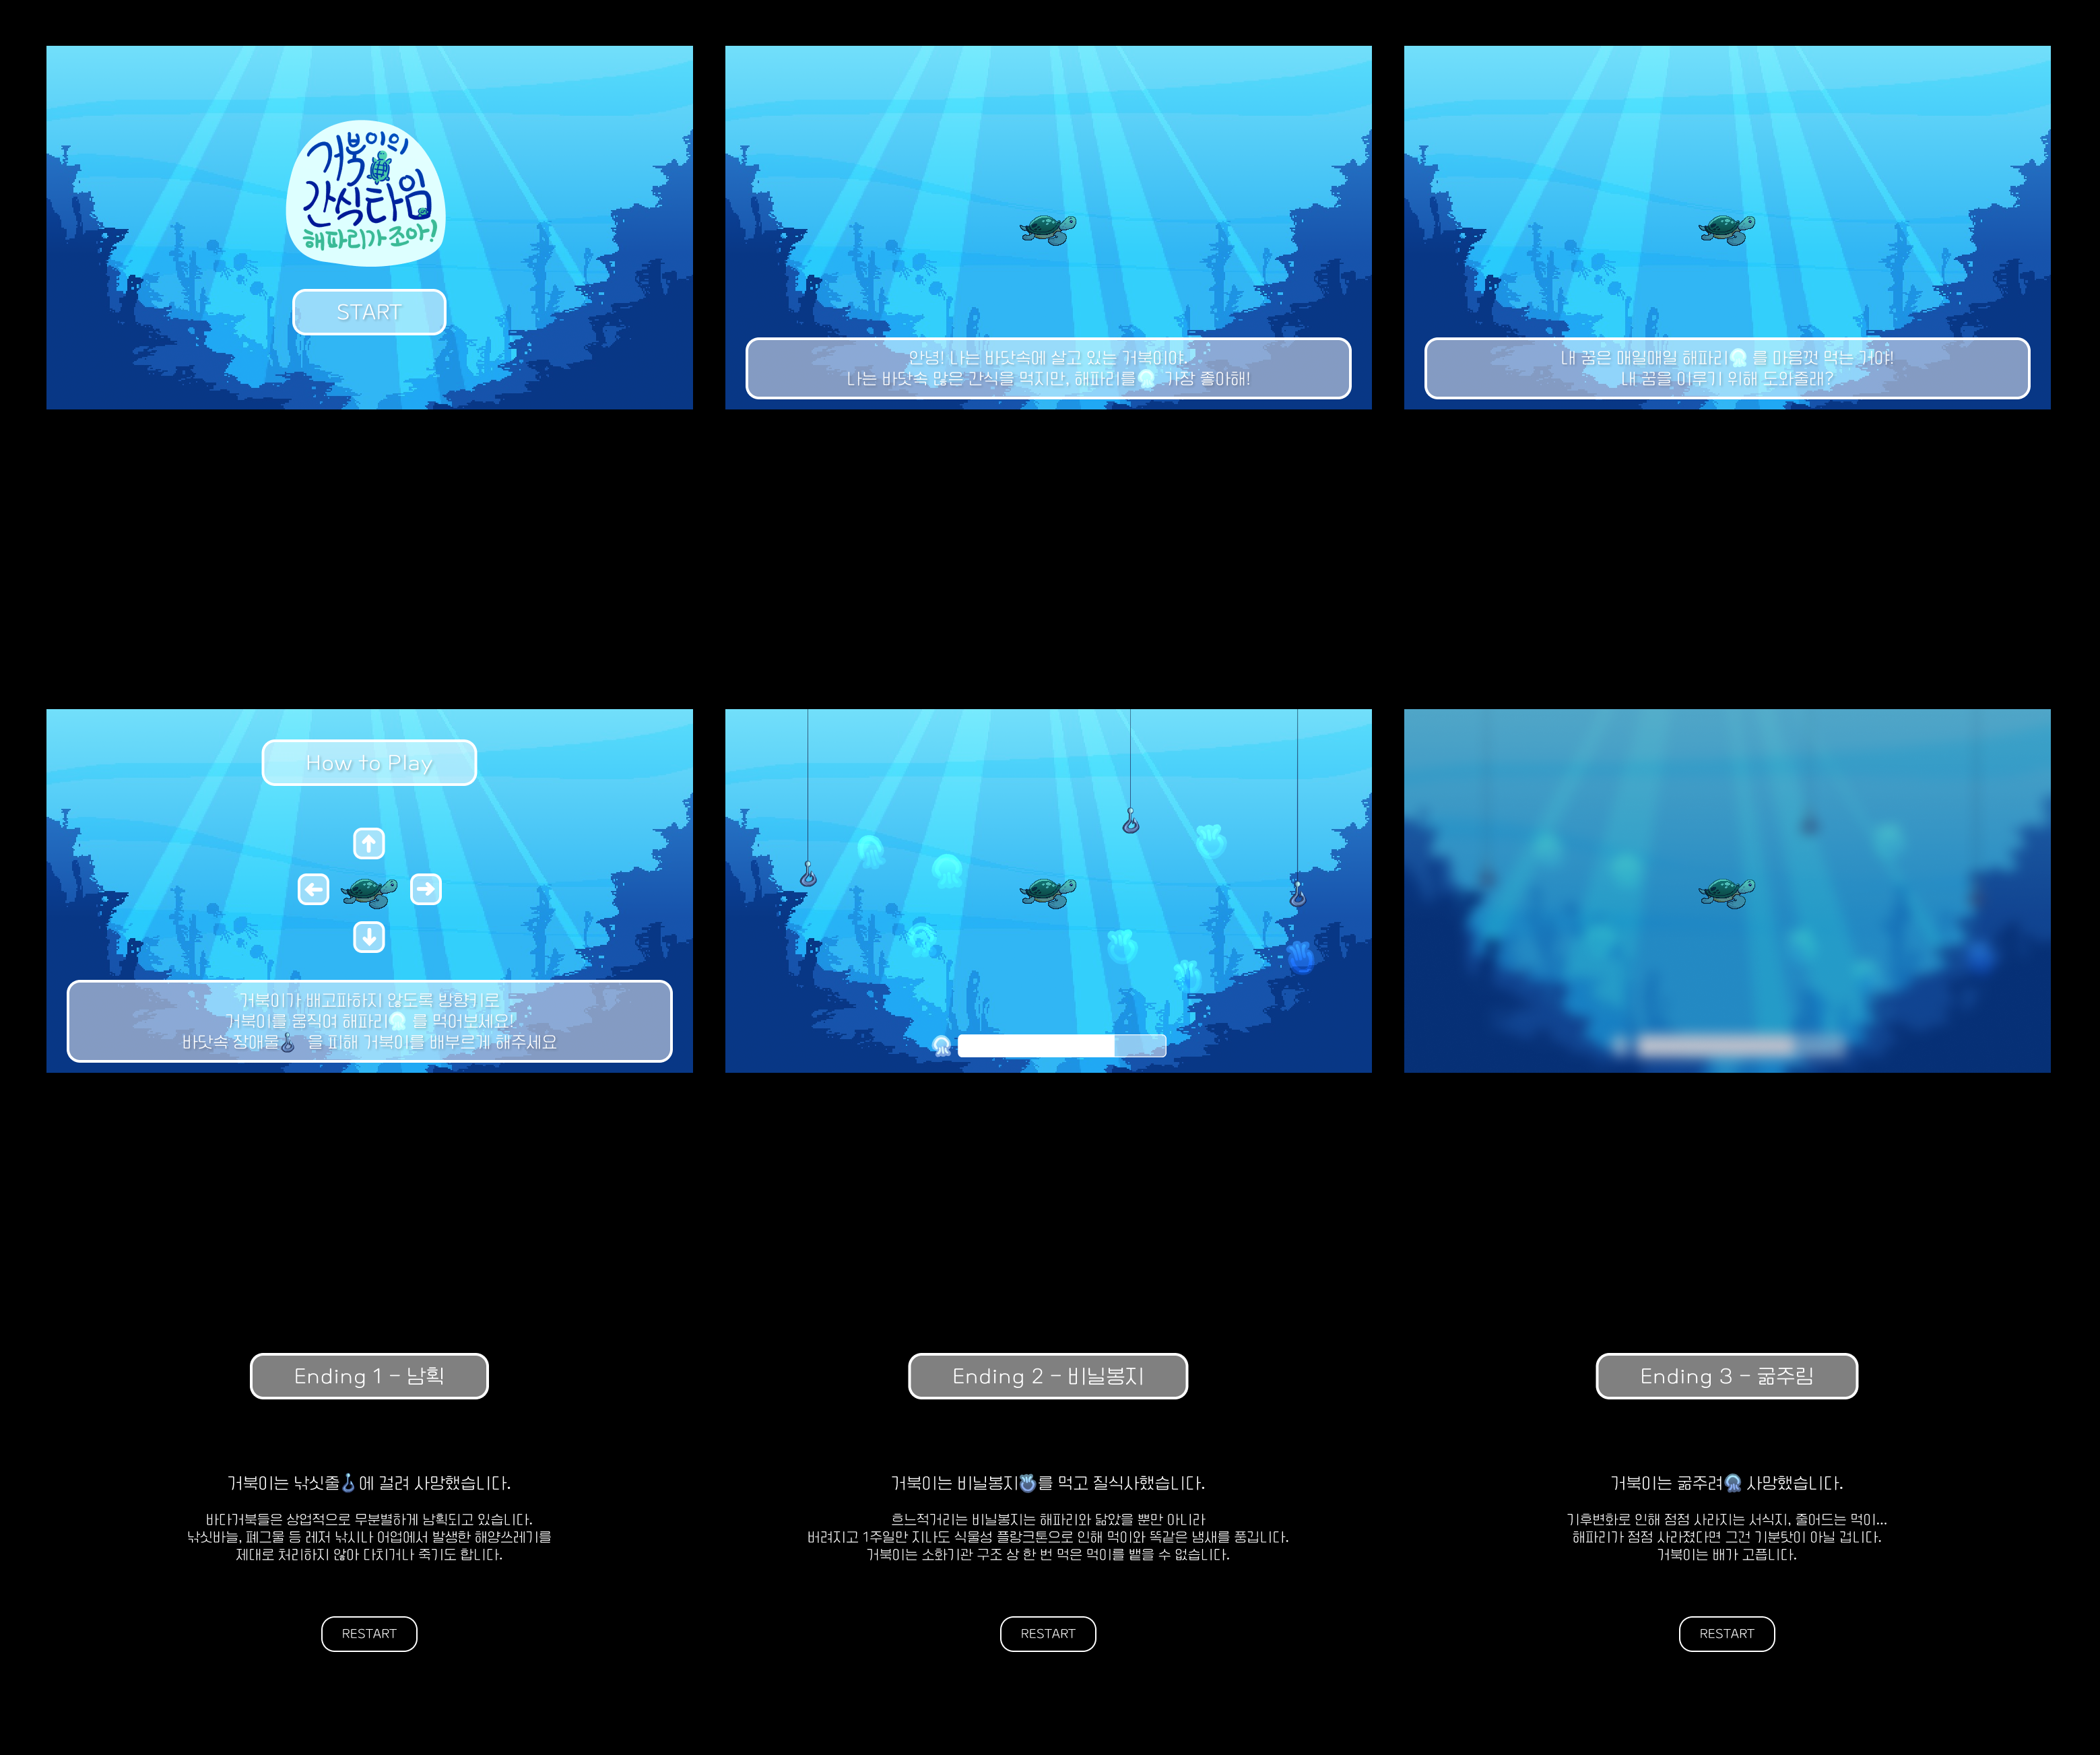 거북이의
간식타임
해파리가 조아!
START
안녕! 나는 바닷속에 살고 있는 거북이야.
나는 바닷속 많은 간식을 먹지만, 해파리를 가장 좋아해!
내 꿈은 매일매일 해파리 를 마음껏 먹는 거야!
내 꿈을 이루기 위해 도와줄래?
How to Play
거북이가 배고파하지 않도록 방향키로
거북이를 움직여 해파리 를 먹어보세요!
바닷속 장애물 을 피해 거북이를 배부르게 해주세요
Ending 1 - 남획
거북이는 낚싯줄에 걸려 사망했습니다.
바다거북들은 상업적으로 무분별하게 남획되고 있습니다.
낚싯바늘, 폐그물 등 레저 낚시나 어업에서 발생한 해양쓰레기를
제대로 처리하지 않아 다치거나 죽기도 합니다.
RESTART
Ending 2 - 비닐봉지
거북이는 비닐봉지를 먹고 질식사했습니다.
흐느적거리는 비닐봉지는 해파리와 닮았을 뿐만 아니라
버려지고 1주일만 지나도 식물성 플랑크톤으로 인해 먹이와 똑같은 냄새를 풍깁니다.
거북이는 소화기관 구조 상 한 번 먹은 먹이를 뱉을 수 없습니다.
RESTART
Ending 3 - 굶주림
거북이는 굶주려 사망했습니다.
기후변화로 인해 점점 사라지는 서식지, 줄어드는 먹이...
해파리가 점점 사라졌다면 그건 기분탓이 아닐 겁니다.
거북이는 배가 고픕니다.
RESTART